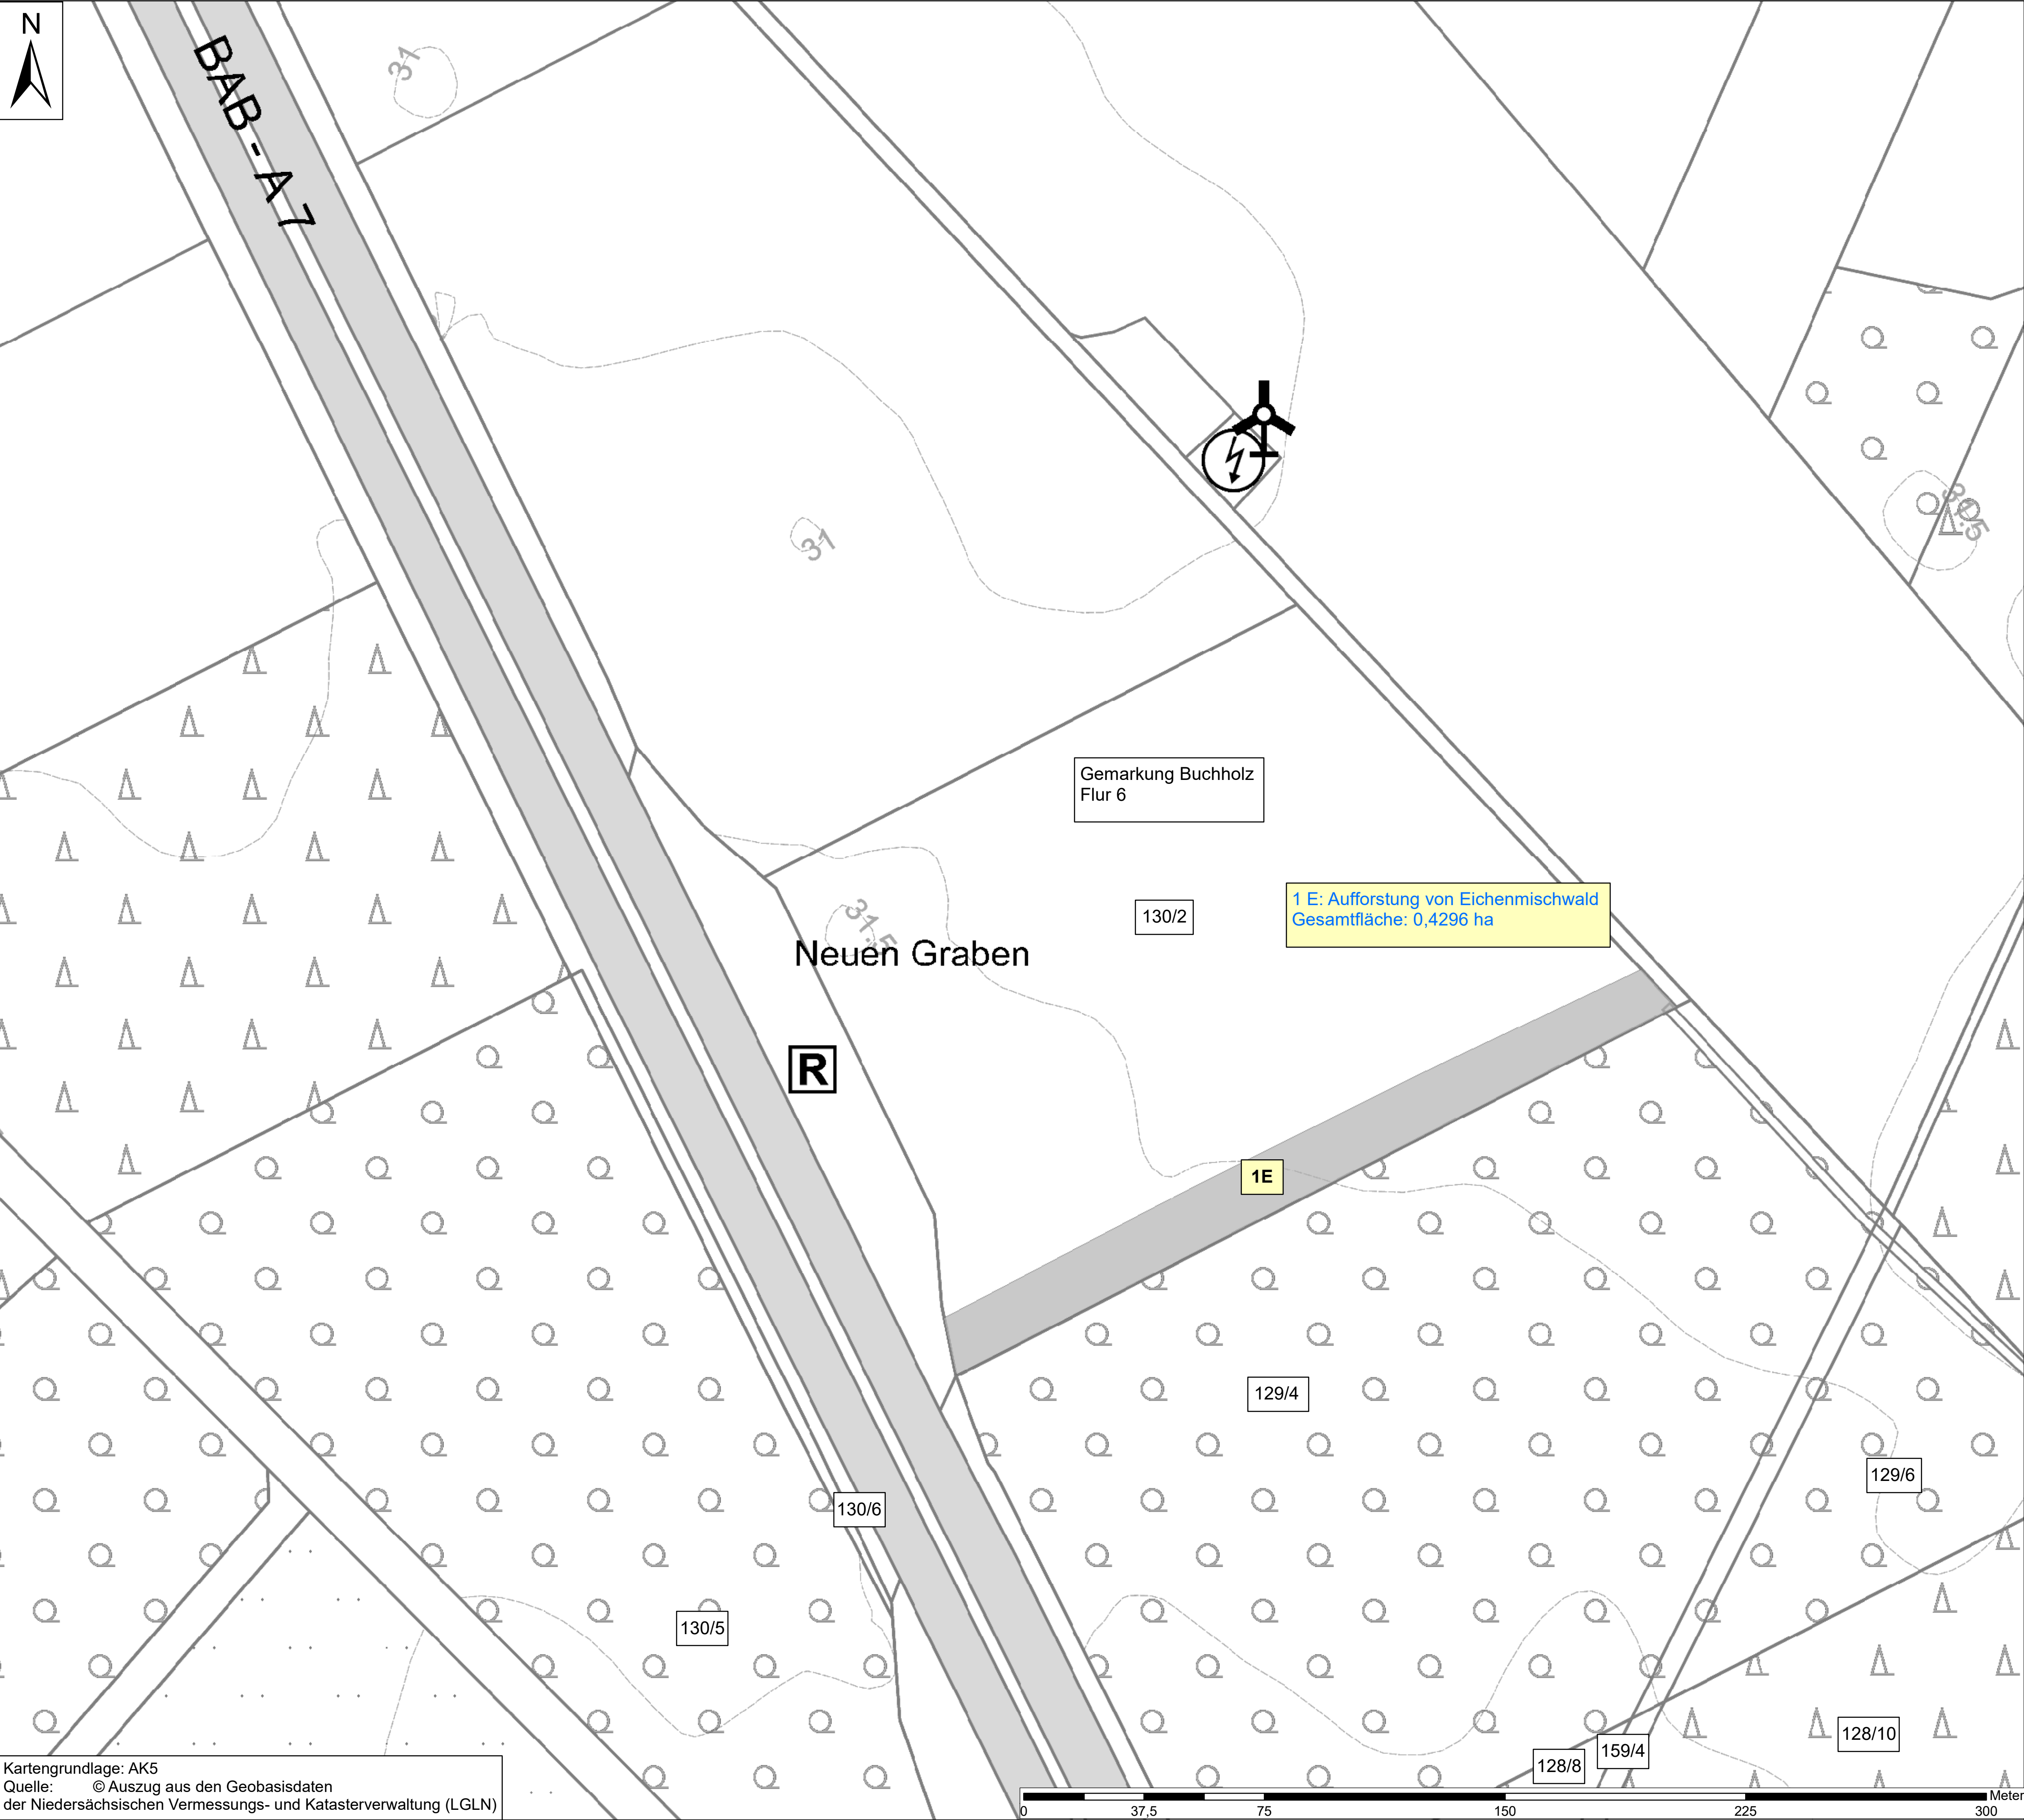 N
BAB - A 7
31
31
31.5
Gemarkung Buchholz
Flur 6
1 E: Aufforstung von Eichenmischwald
Gesamtfläche: 0,4296 ha
130/2
31.5
Neuen Graben
R
1E
129/4
129/6
130/6
130/5
128/10
159/4
128/8
Kartengrundlage: AK5
Quelle: © Auszug aus den Geobasisdaten
der Niedersächsischen Vermessungs- und Katasterverwaltung (LGLN)
Meter
0 37,5 75 150 225 300